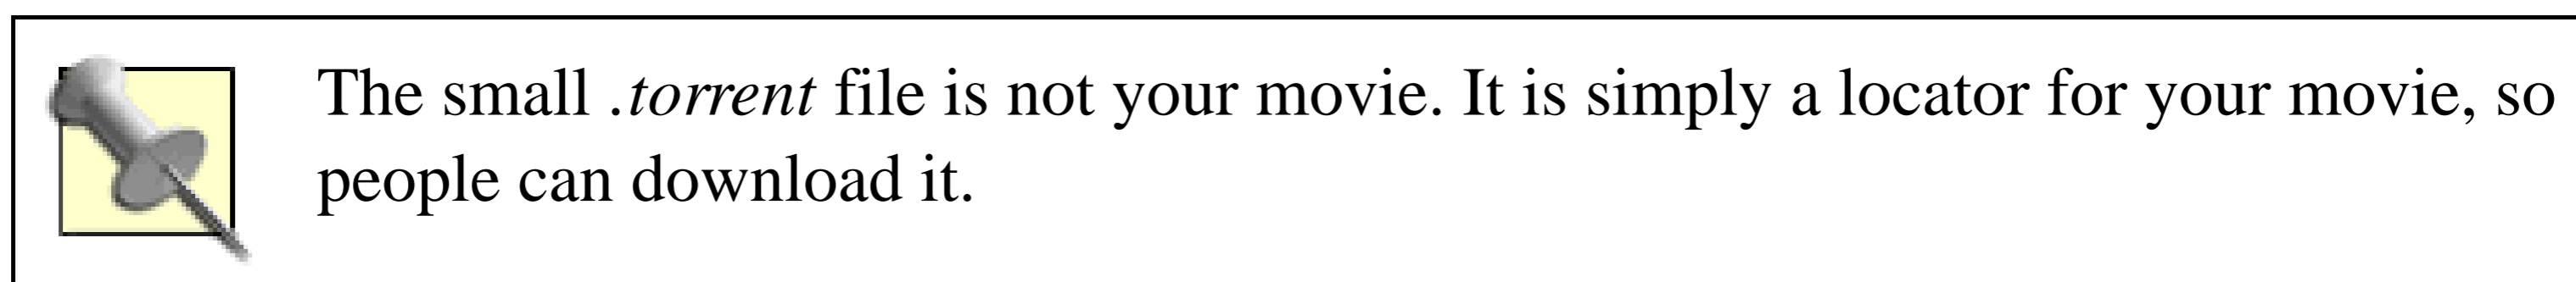 The small .torrent file is not your movie. It is simply a locator for your movie, so
people can download it.